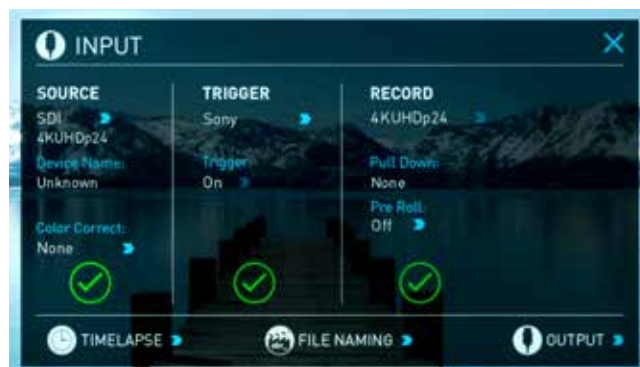 INPUT
SOURCE
SDI
4KUHDp24
Device Name:
Unknown
Color Correct:
None
TRIGGER
Sony
Trigger:
On
RECORD
4KUHDp24
Pull Down:
None
Pre Roll:
Off
TIMELAPSE
FILE NAMING
OUTPUT